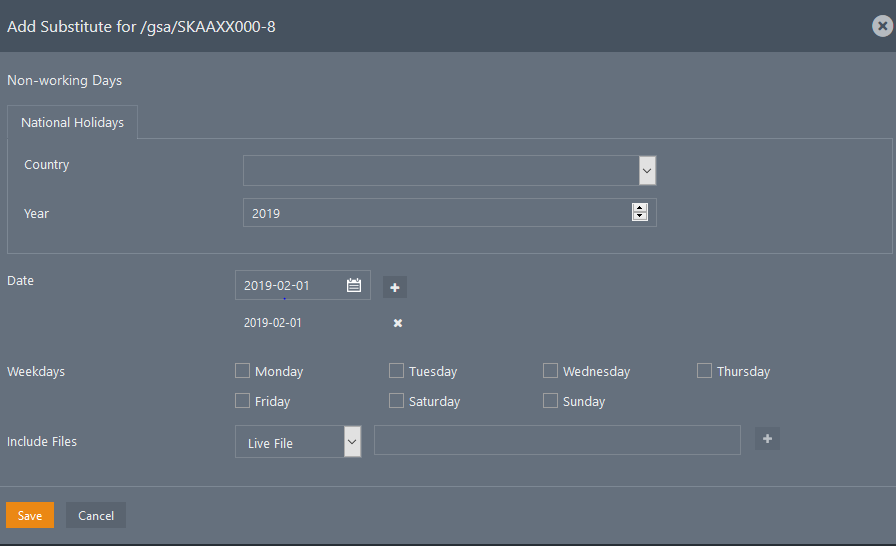 Add Substitute for /gsa/SKAAXX000-8
Non-working Days
National Holidays
Country
Year 2019
Date 2019-02-01
2019-02-01
Weekdays Monday Tuesday Wednesday Thursday
Friday Saturday Sunday
Include Files Live File
Save Cancel